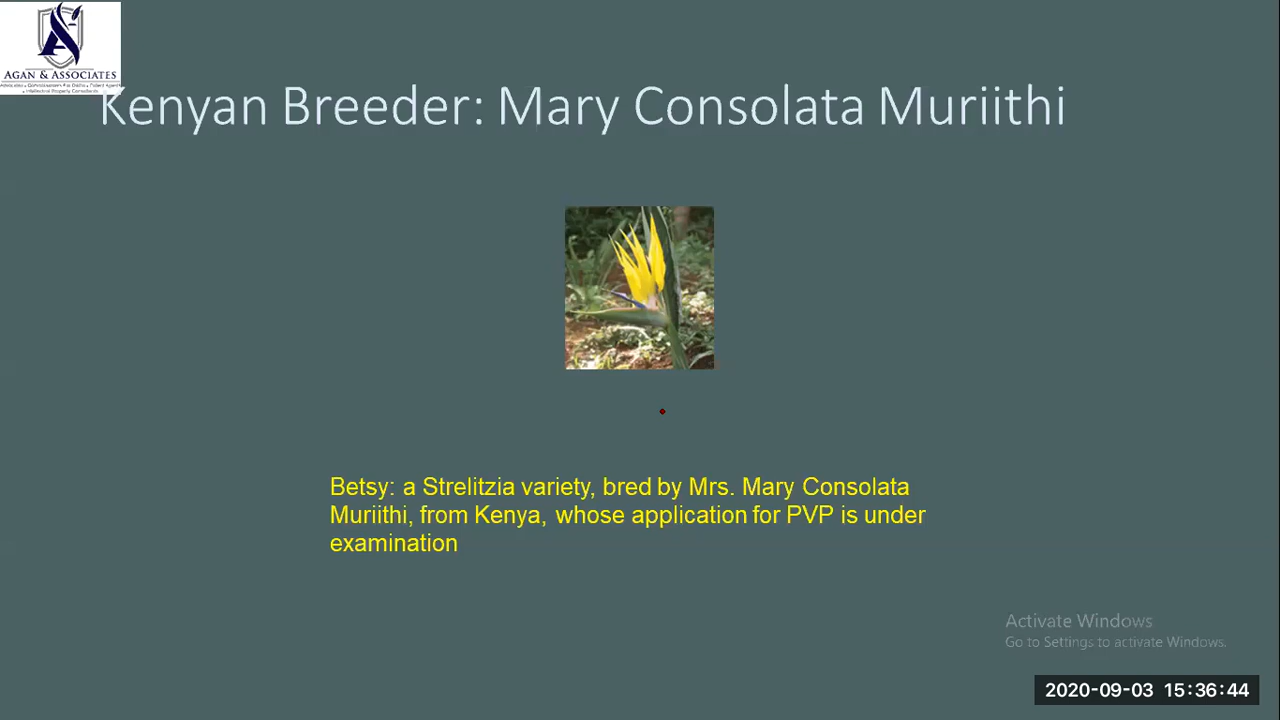 AGAN & ASSOCIATES
Kenyan Breeder: Mary Consolata Muriithi
Betsy: a Strelitzia variety, bred by Mrs. Mary Consolata
Muriithi, from Kenya, whose application for PVP is under
examination
Activate Windows
Go to Settings to activate Windows.
2020-09-03 15:36:44